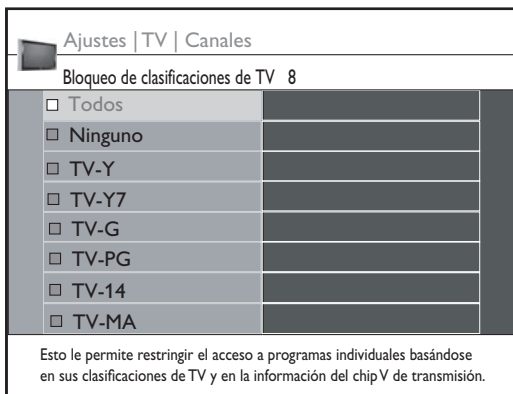 Ajustes | TV | Canales
Bloqueo de clasificaciones de TV 8
Todos
Ninguno
TV-Y
TV-Y7
TV-G
TV-PG
TV-14
TV-MA
Esto le permite restringir el acceso a programas individuales basándose
en sus clasificaciones de TV y en la información del chip V de transmisión.